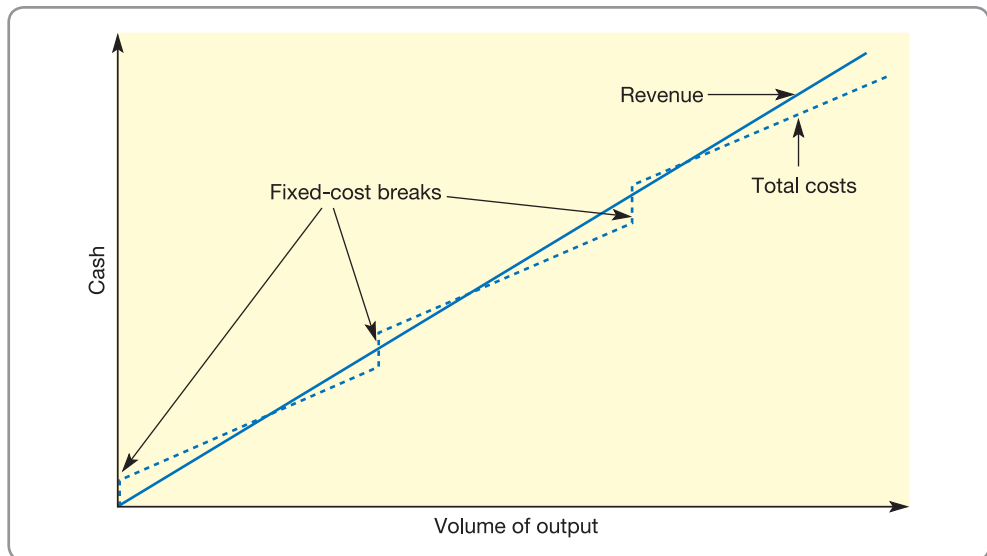 Revenue
Total costs
Fixed-cost breaks
Cash
Volume of output